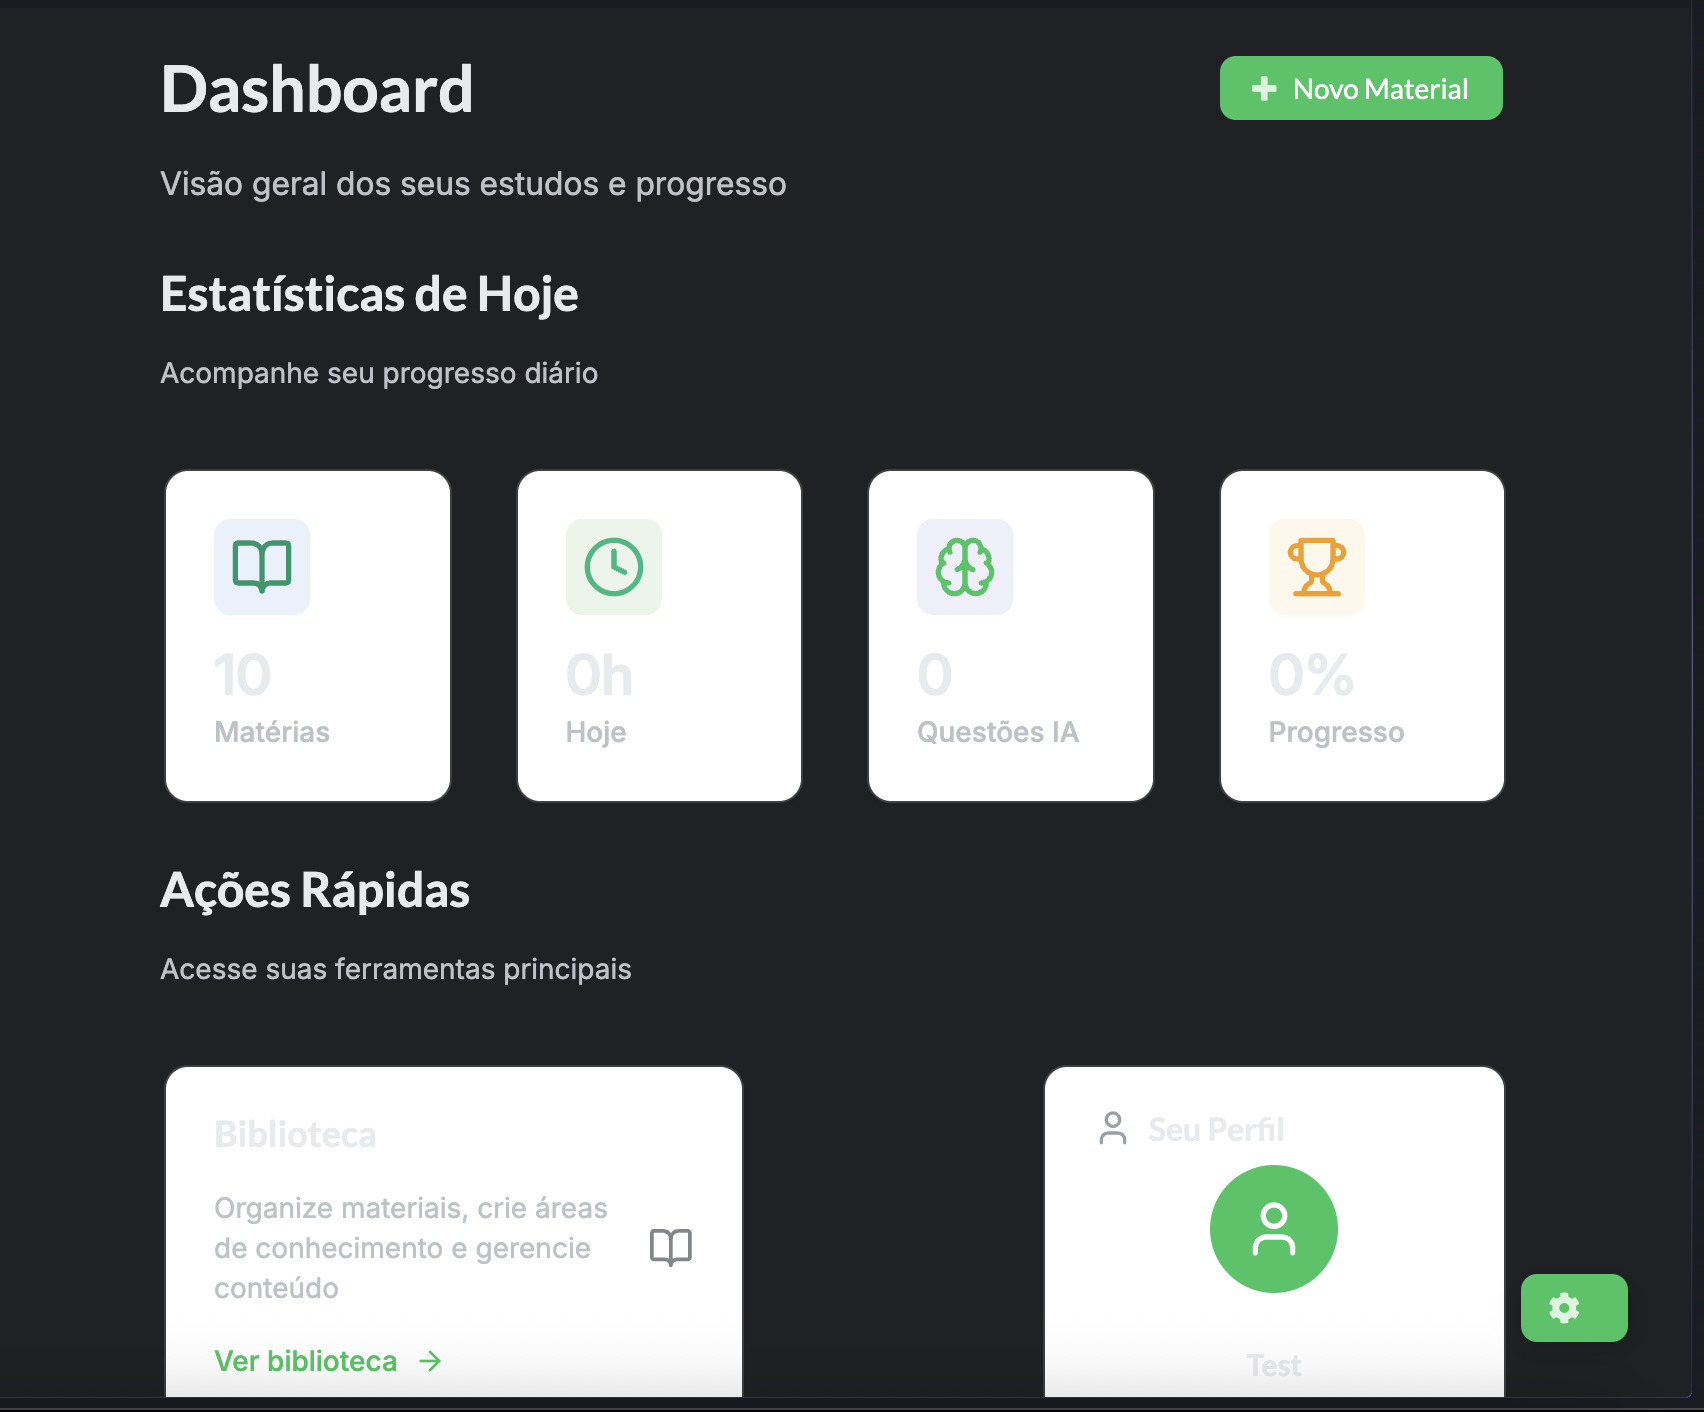 Dashboard
Novo Material
Visão geral dos seus estudos e progresso
Estatísticas de Hoje
Acompanhe seu progresso diário
10
Matérias
0h
Hoje
0
Questões IA
0%
Progresso
Ações Rápidas
Acesse suas ferramentas principais
Biblioteca
Organize materiais, crie áreas
de conhecimento e gerencie
conteúdo
Ver biblioteca
Seu Perfil
Test